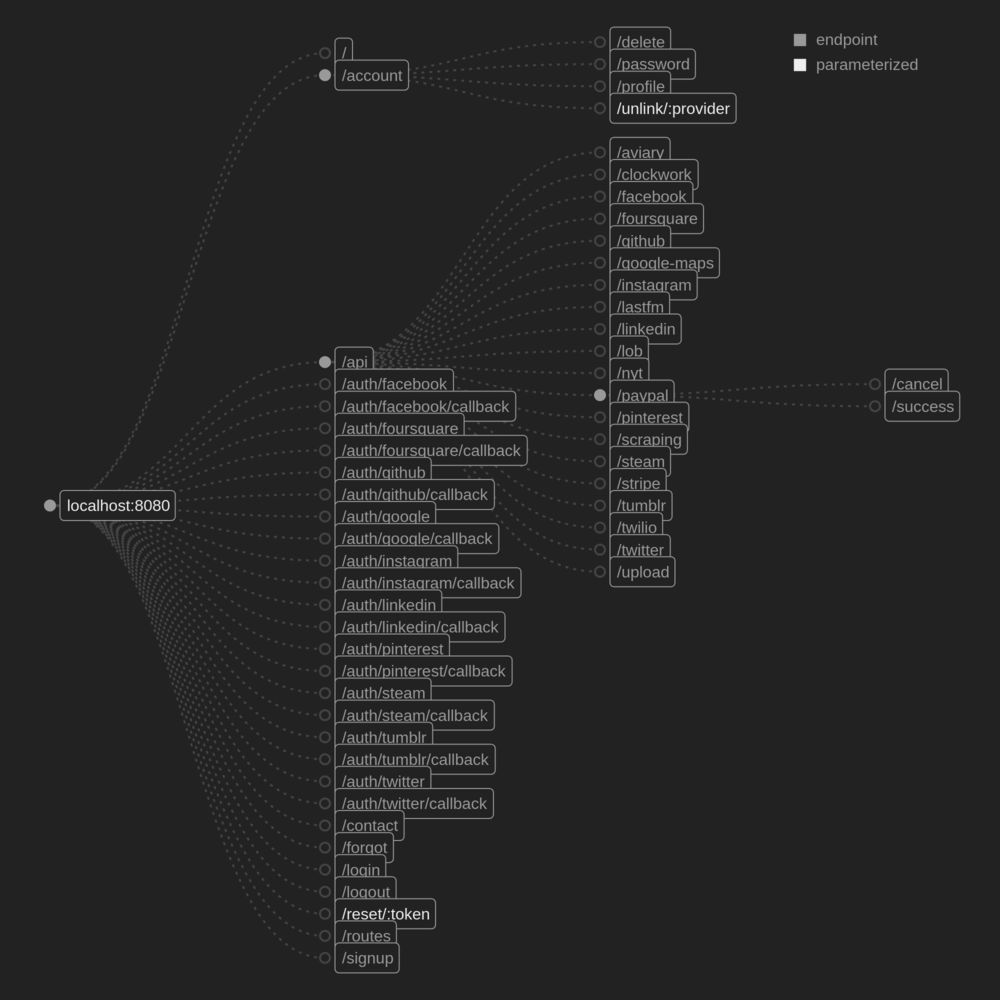 localhost:8080
/
/account
/api
/auth/facebook
/auth/facebook/callback
/auth/foursquare
/auth/foursquare/callback
/auth/github
/auth/github/callback
/auth/google
/auth/google/callback
/auth/instagram
/auth/instagram/callback
/auth/linkedin
/auth/linkedin/callback
/auth/pinterest
/auth/pinterest/callback
/auth/steam
/auth/steam/callback
/auth/tumblr
/auth/tumblr/callback
/auth/twitter
/auth/twitter/callback
/contact
/forgot
/login
/logout
/reset/:token
/routes
/signup
/delete
/password
/profile
/unlink/:provider
/aviary
/clockwork
/facebook
/foursquare
/github
/google-maps
/instagram
/lastfm
/linkedin
/lob
/nyt
/paypal
/pinterest
/scraping
/steam
/stripe
/tumblr
/twilio
/twitter
/upload
/cancel
/success
endpoint
parameterized